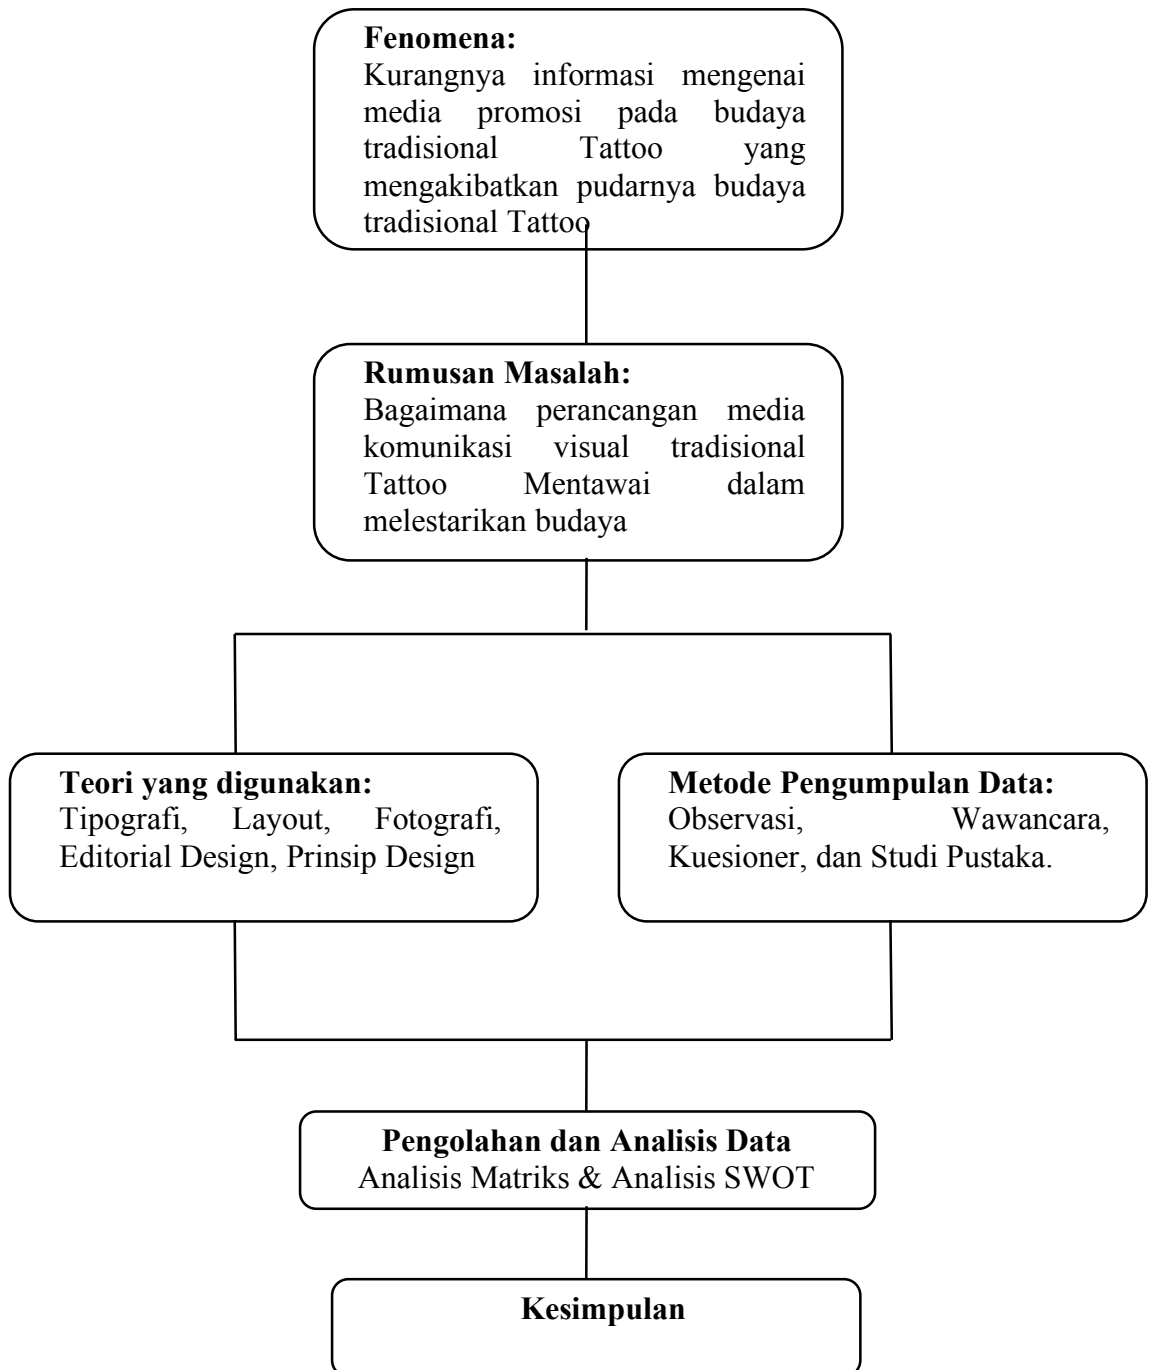 Fenomena:
Kurangnya informasi mengenai
media promosi pada budaya
tradisional Tattoo yang
mengakibatkan pudarnya budaya
tradisional Tattoo
Rumusan Masalah:
Bagaimana perancangan media
komunikasi visual tradisional
Tattoo Mentawai dalam
melestarikan budaya
Teori yang digunakan:
Tipografi, Layout, Fotografi,
Editorial Design, Prinsip Design
Metode Pengumpulan Data:
Observasi, Wawancara,
Kuesioner, dan Studi Pustaka.
Pengolahan dan Analisis Data
Analisis Matriks & Analisis SWOT
Kesimpulan